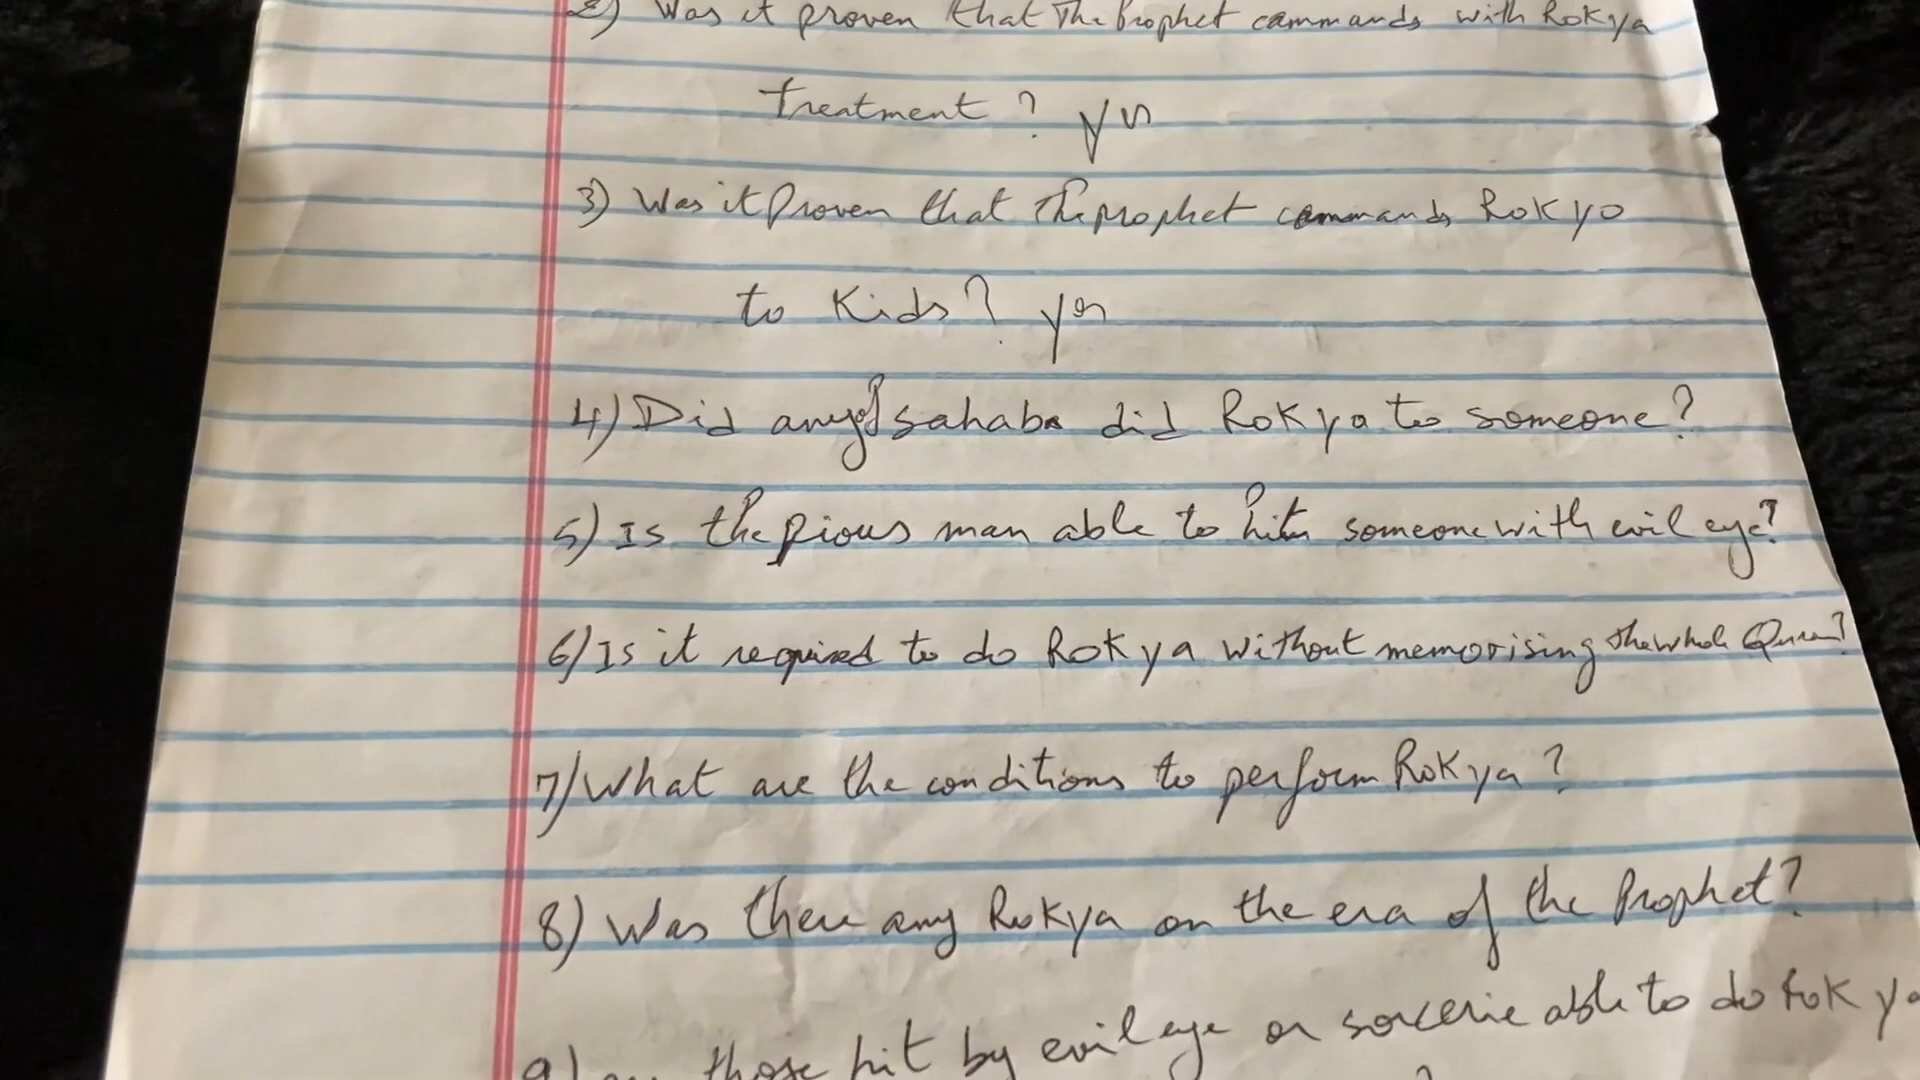 2) Was it proven that The Prophet commands with Rokya
Treatment? yes
3) Was it Proven that The prophet commands Rokyo
to Kids? yes
4) Did any of sahaba did Rokya to someone?
5) Is the pious man able to hit someone with evil eye?
6) Is it required to do Rokya without memorising the whole Quran?
7) What are the conditions to perform Rokya?
8) Was there any Rokya on the era of the Prophet?
9) those hit by evil eye or sorcerie able to do Rokya